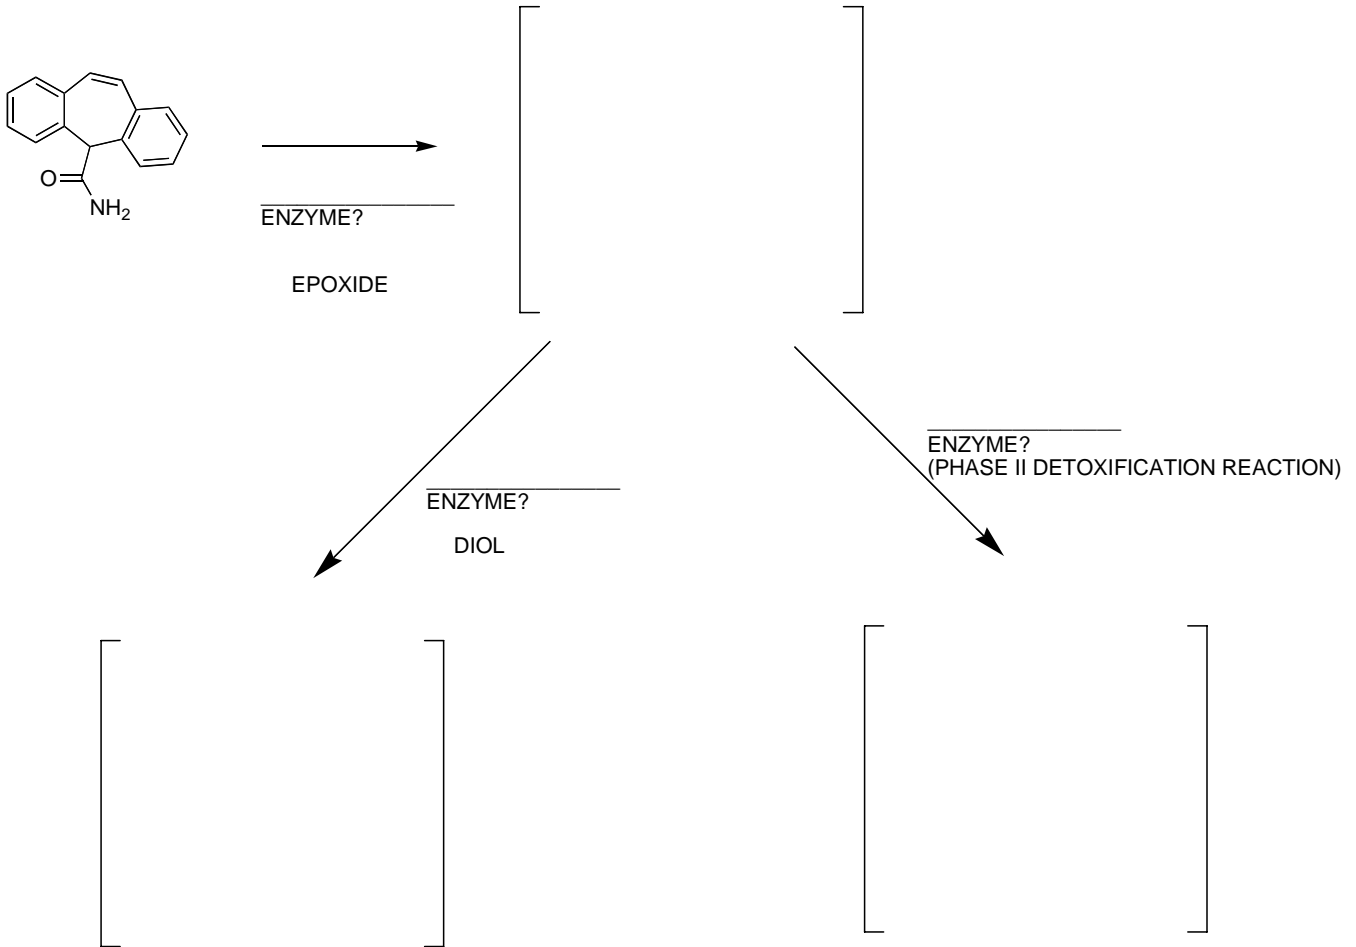 O
NH2
ENZYME?
EPOXIDE
ENZYME?
(PHASE II DETOXIFICATION REACTION)
ENZYME?
DIOL